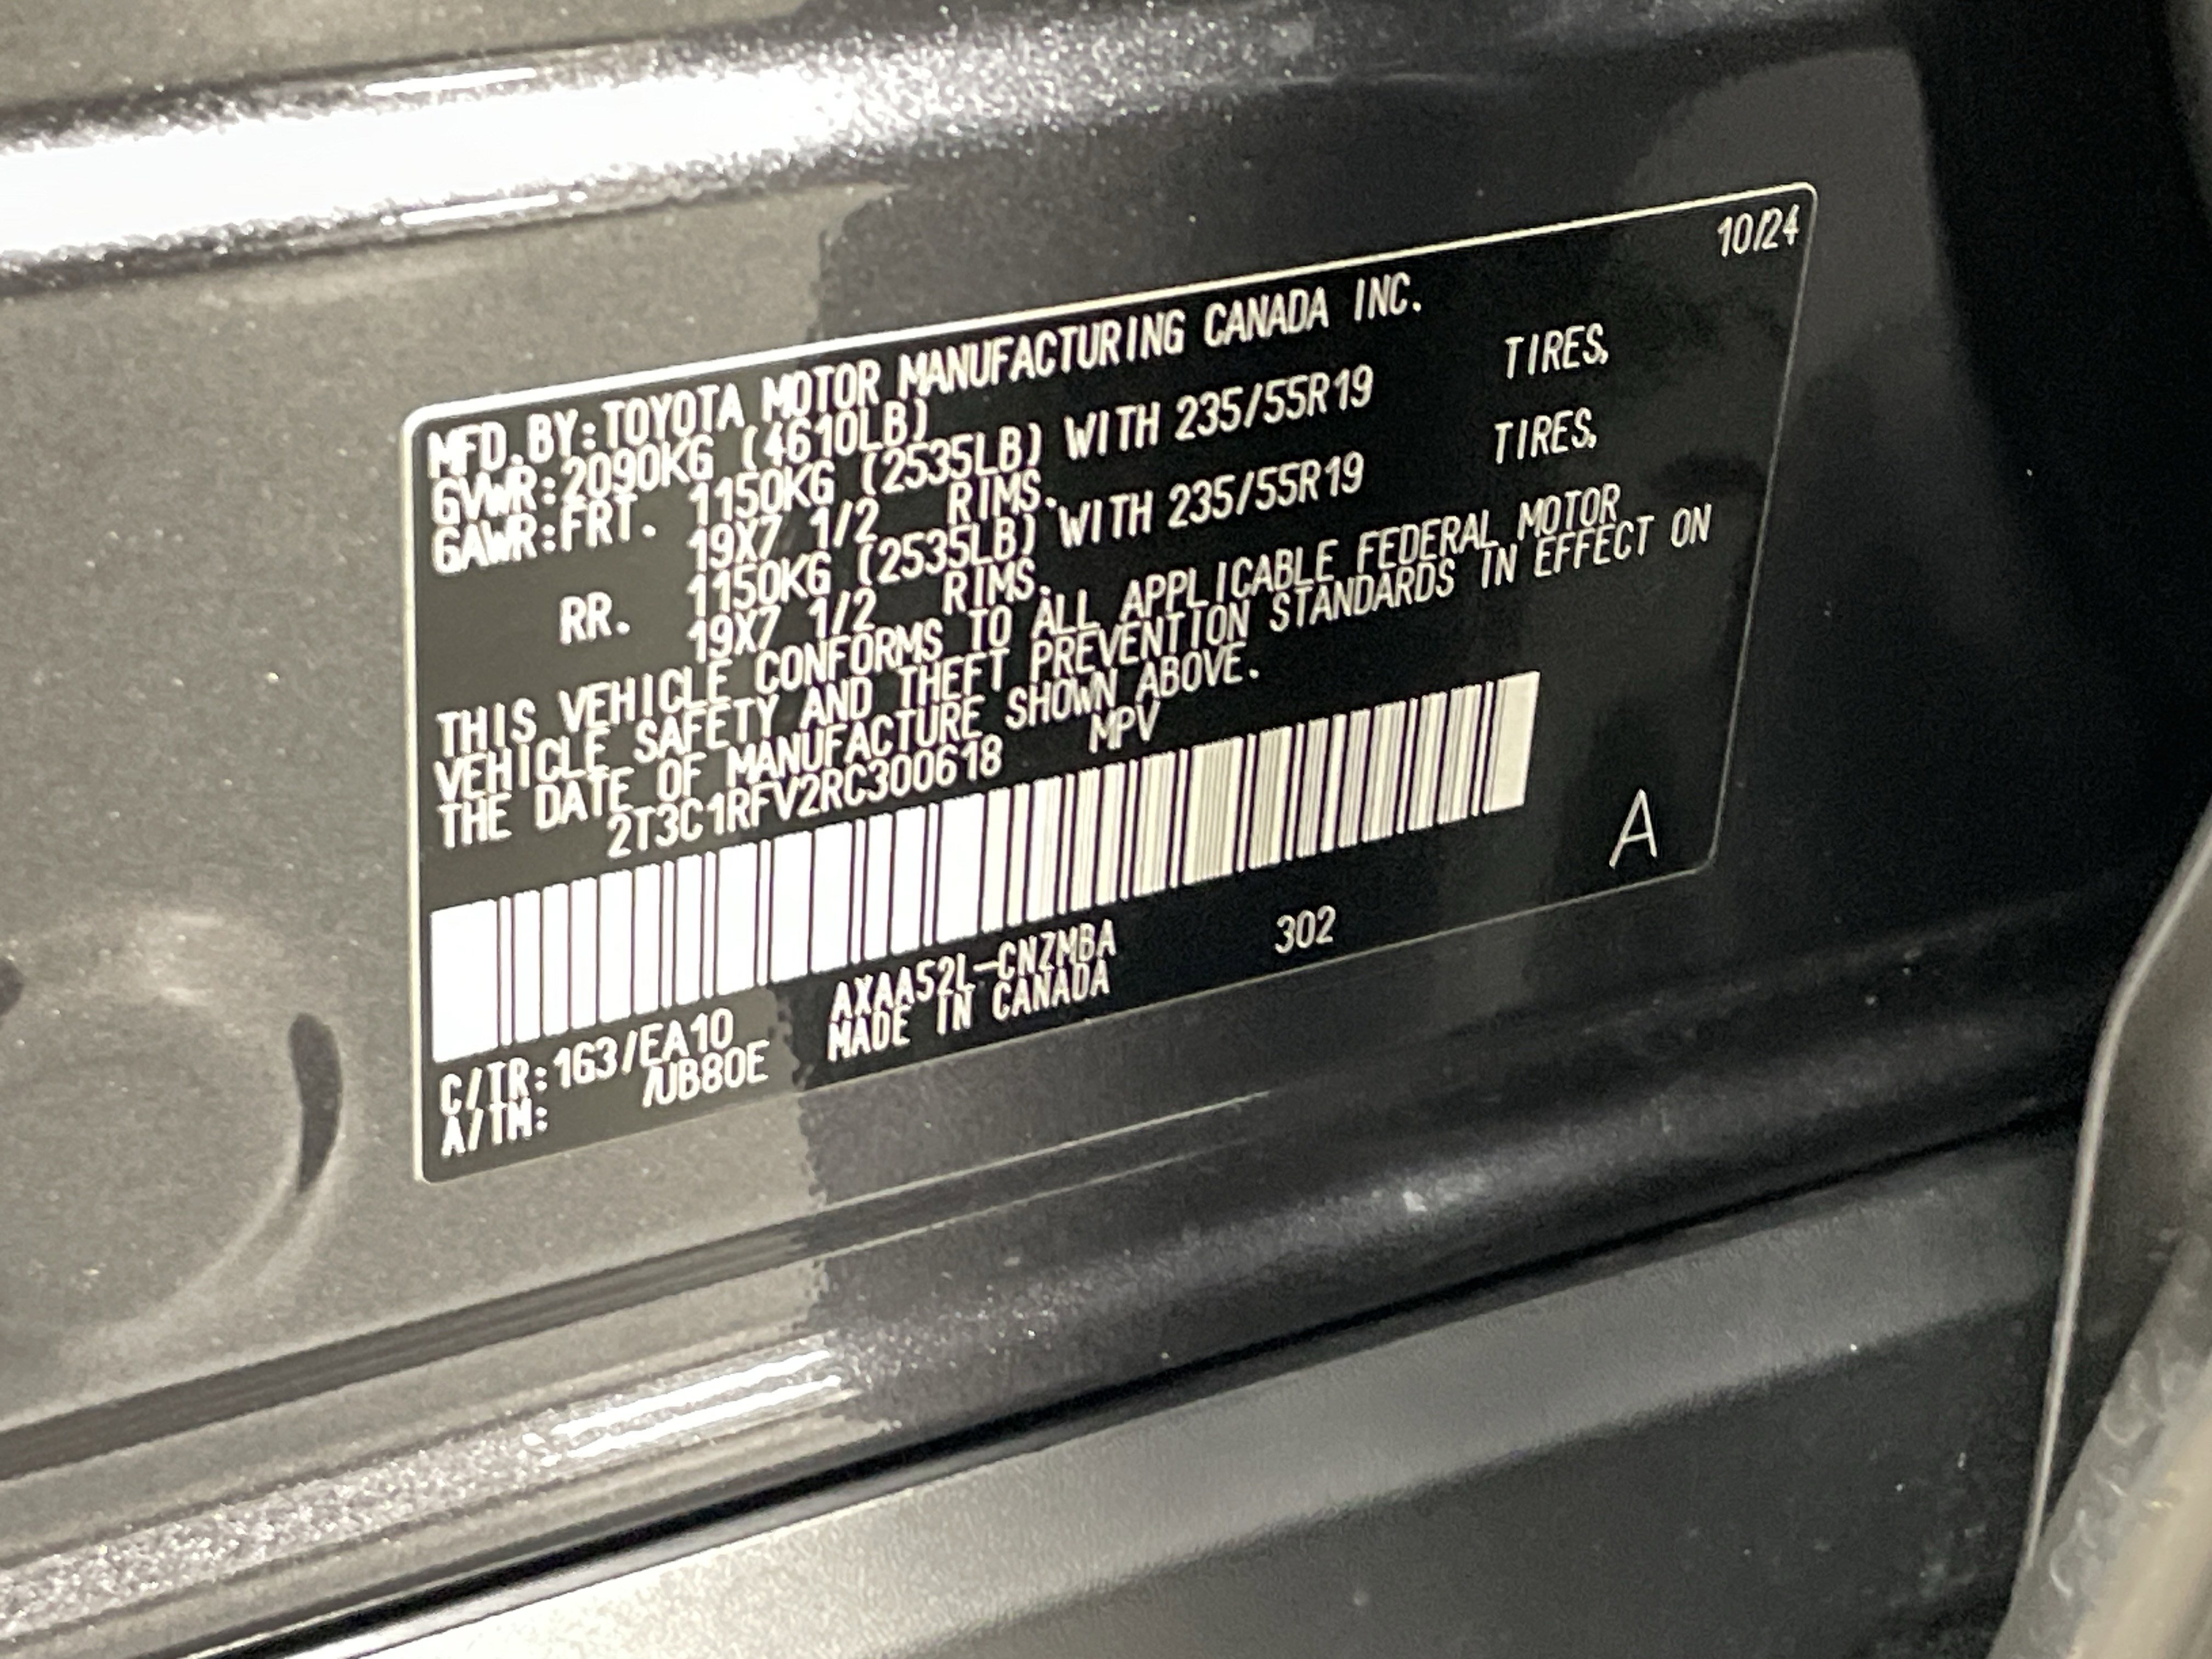 10/24
MFD.BY:TOYOTA MOTOR MANUFACTURING CANADA INC.
GVWR:2090KG (4610LB)
GAWR:FRT. 1150KG (2535LB) WITH 235/55R19 TIRES,
19X7 1/2 RIMS.
RR. 1150KG (2535LB) WITH 235/55R19 TIRES,
19X7 1/2 RIMS.
THIS VEHICLE CONFORMS TO ALL APPLICABLE FEDERAL MOTOR
VEHICLE SAFETY AND THEFT PREVENTION STANDARDS IN EFFECT ON
THE DATE OF MANUFACTURE SHOWN ABOVE.
2T3C1RFV2RC300618 MPV
A
C/TR:1G3/EA10 AXAA52L-CNZMBA 302
A/TM: /UB80E MADE IN CANADA